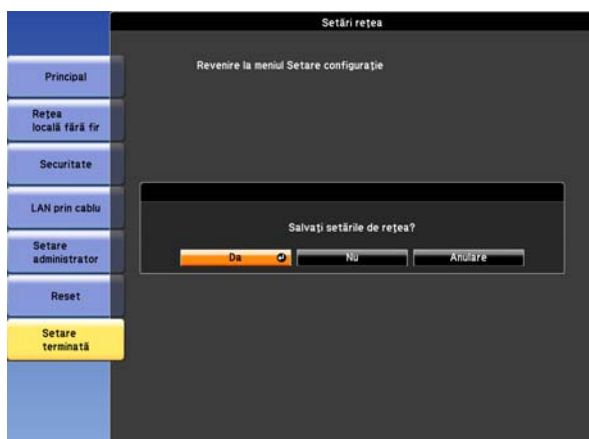 Setări rețea
Revenire la meniul Setare configurație
Principal
Rețea
locală fără fir
Securitate
LAN prin cablu
Setare
administrator
Reset
Setare
terminată
Salvați setările de rețea?
Da
Nu
Anulare